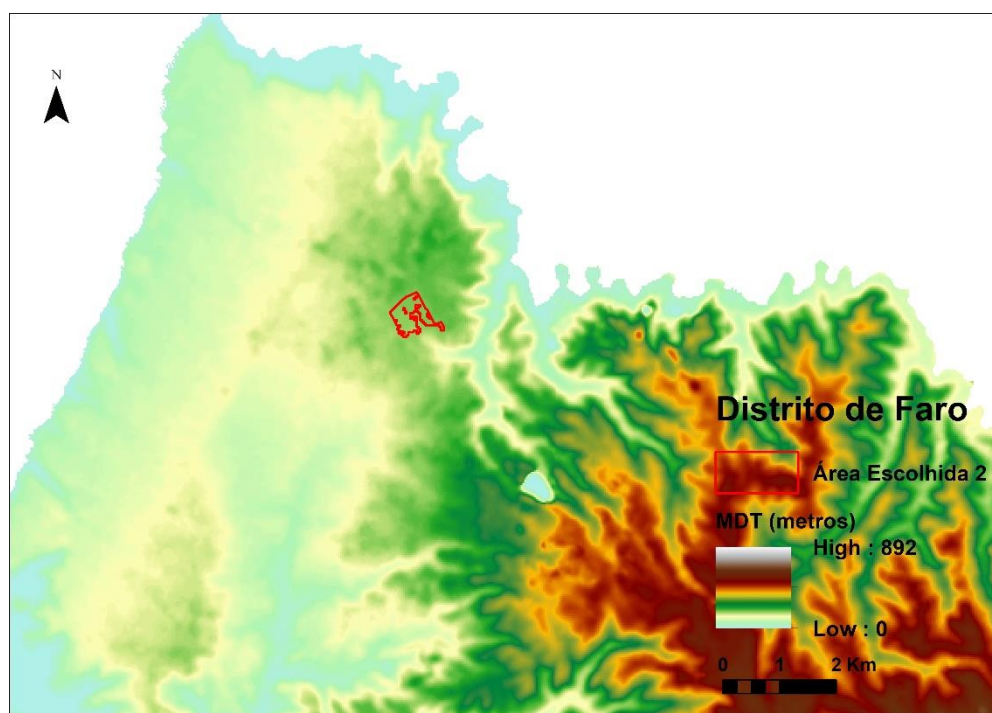 N
Distrito de Faro
Área Escolhida 2
MDT (metros)
High : 892
Low : 0
0 1 2 Km